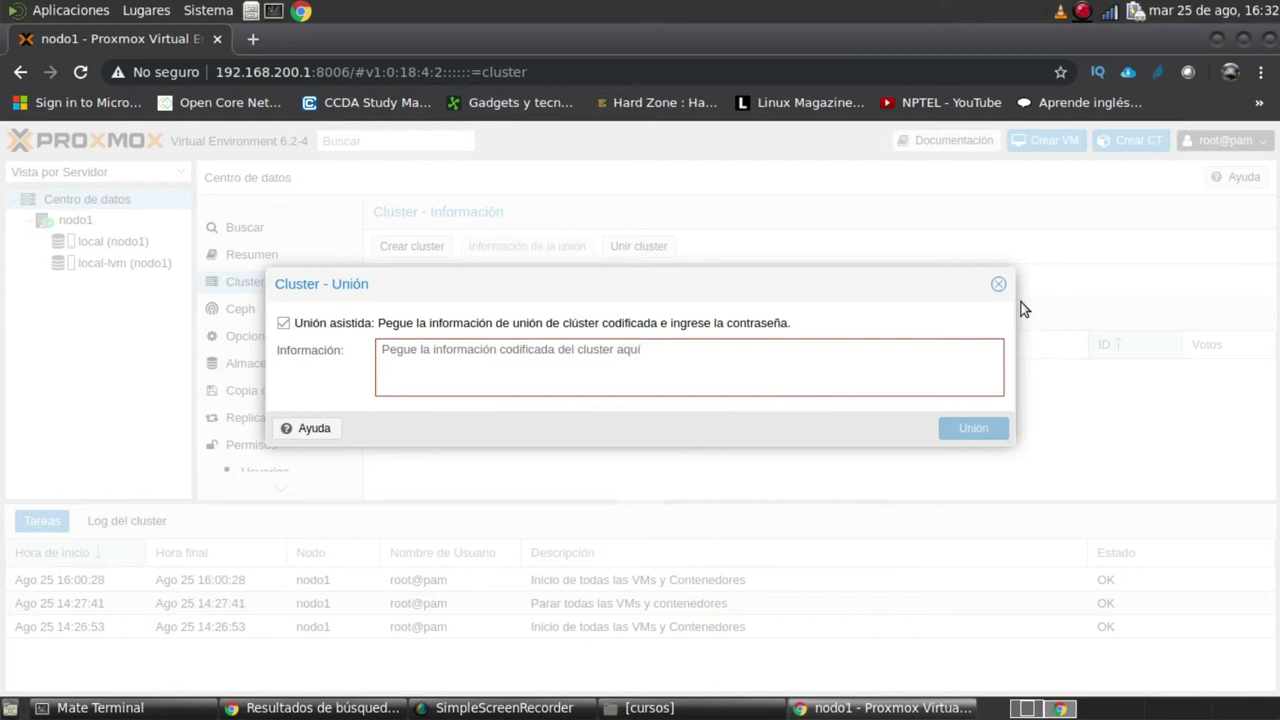 Aplicaciones Lugares Sistema mar 25 de ago, 16:32
nodo1 - Proxmox Virtual E
No seguro 192.168.200.1:8006/#v1:0:18:4:2::::::=cluster
Sign in to Micro... Open Core Net... CCDA Study Ma... Gadgets y tecn... Hard Zone : Ha... Linux Magazine... NPTEL - YouTube Aprende inglés...
PROXMOX Virtual Environment 6.2-4 Buscar Documentación Crear VM Crear CT root@pam
Vista por Servidor Centro de datos Ayuda
Centro de datos
nodo1
local (nodo1)
local-lvm (nodo1)
Buscar
Resumen
Cluster
Ceph
Opcion
Almace
Copia
Replica
Permisos
Usuarios
Cluster - Información
Crear cluster Información de la unión Unir cluster
ID Votos
Cluster - Unión
Unión asistida: Pegue la información de unión de clúster codificada e ingrese la contraseña.
Información: Pegue la información codificada del cluster aquí
Ayuda Unión
Tareas Log del cluster
Hora de inicio Hora final Nodo Nombre de Usuario Descripción Estado
Ago 25 16:00:28 Ago 25 16:00:28 nodo1 root@pam Inicio de todas las VMs y Contenedores OK
Ago 25 14:27:41 Ago 25 14:27:41 nodo1 root@pam Parar todas las VMs y contenedores OK
Ago 25 14:26:53 Ago 25 14:26:53 nodo1 root@pam Inicio de todas las VMs y Contenedores OK
Mate Terminal Resultados de búsqued... SimpleScreenRecorder [cursos] nodo1 - Proxmox Virtua...